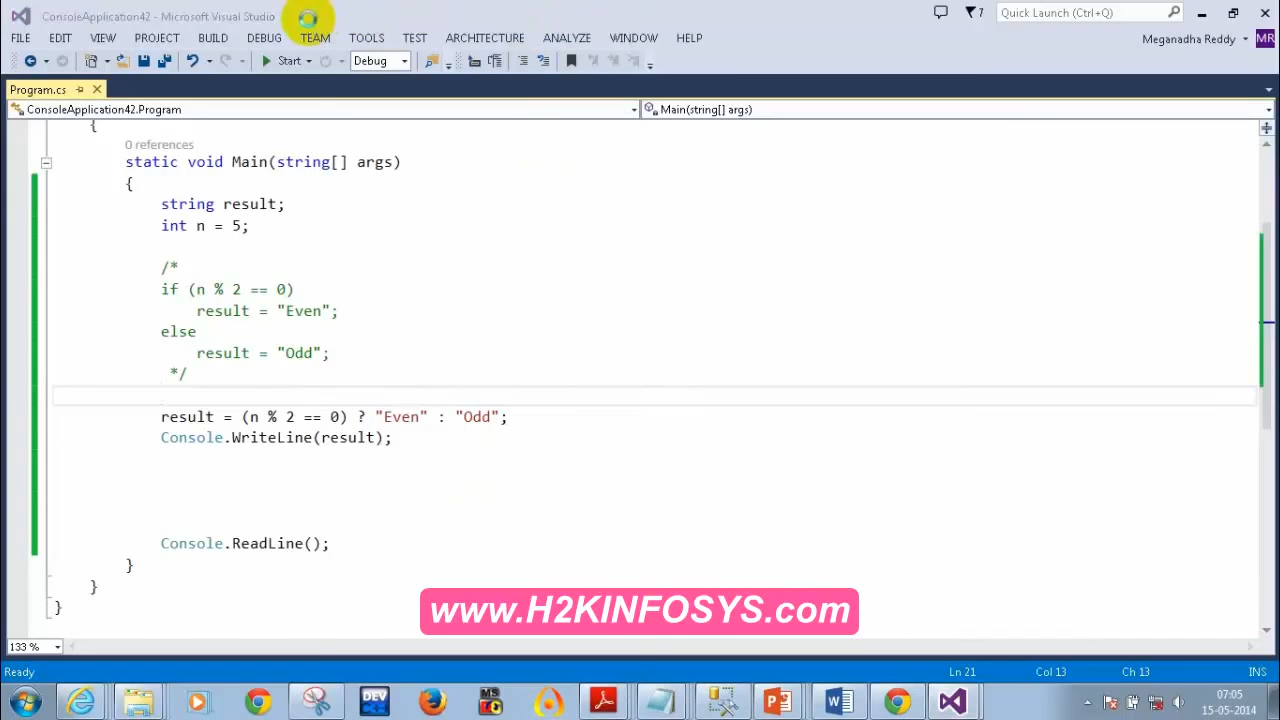 ConsoleApplication42 - Microsoft Visual Studio
7
Quick Launch (Ctrl+Q)
FILE EDIT VIEW PROJECT BUILD DEBUG TEAM TOOLS TEST ARCHITECTURE ANALYZE WINDOW HELP
Meganadha Reddy
MR
Start
Debug
Program.cs
ConsoleApplication42.Program
Main(string[] args)
{
0 references
static void Main(string[] args)
{
string result;
int n = 5;
/*
if (n % 2 == 0)
result = "Even";
else
result = "Odd";
*/
result = (n % 2 == 0) ? "Even" : "Odd";
Console.WriteLine(result);
Console.ReadLine();
}
}
}
www.H2KINFOSYS.com
133 %
Ready
Ln 21
Col 13
Ch 13
INS
DEV
MS
07:05
15-05-2014